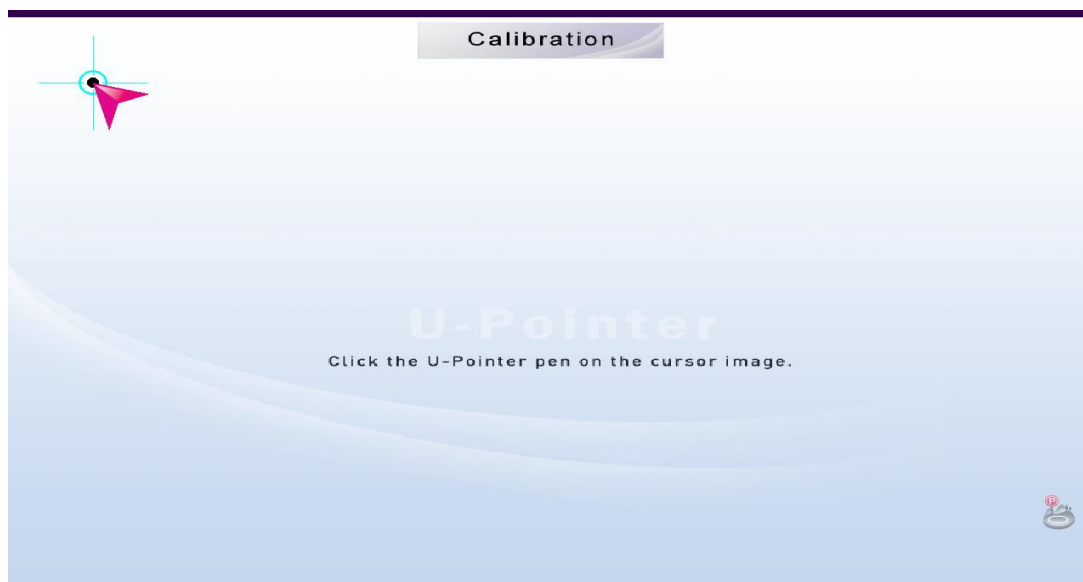 Calibration
U-Pointer
Click the U-Pointer pen on the cursor image.
P